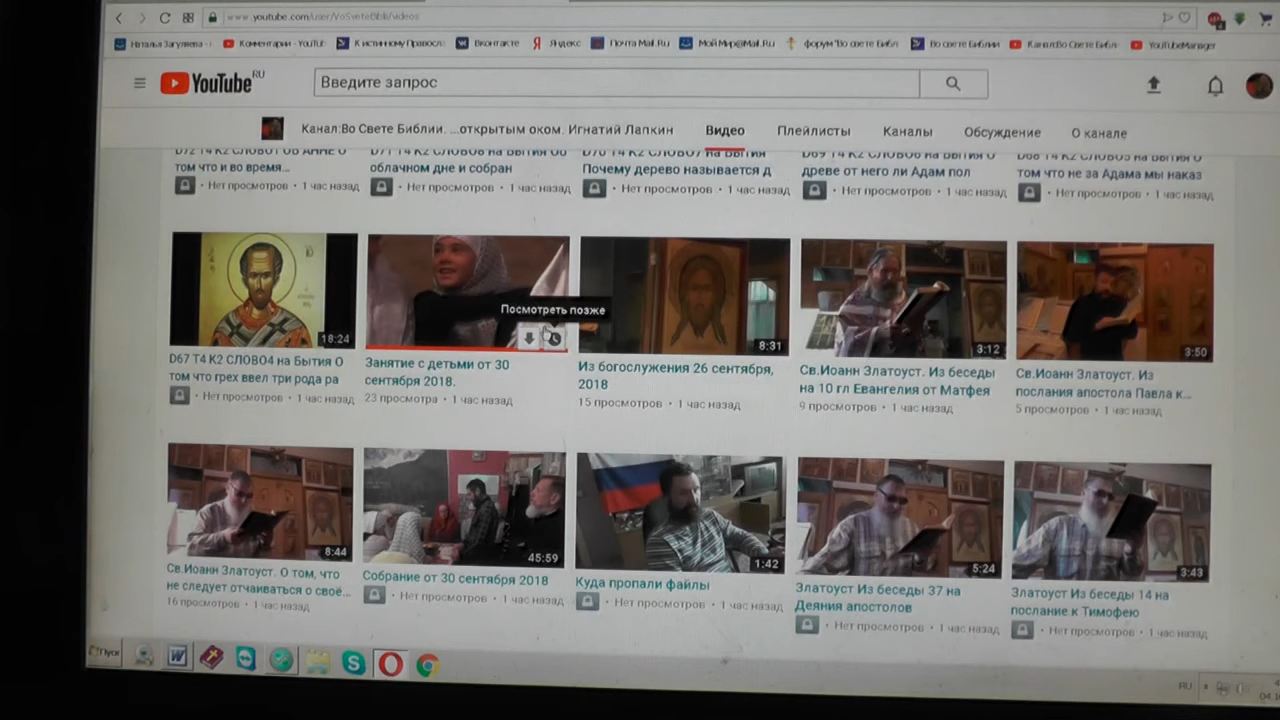 www.youtube.com/user/VoSveteBibli/videos
Наталья Загуляева
Комментарии - YouTube
К истинному Правосл
Вконтакте
Яндекс
Почта Mail.Ru
Мой Мир@Mail.Ru
форум "Во свете Библ
Во свете Библии
Канал:Во Свете Библ
YouTubeManager
YouTube RU
Введите запрос
Канал:Во Свете Библии. ...открытым оком. Игнатий Лапкин
Видео
Плейлисты
Каналы
Обсуждение
О канале
D72 Т4 К2 СЛОВО1 Об АННЕ О
том что и во время...
Нет просмотров • 1 час назад
D71 Т4 К2 СЛОВО8 на Бытия Об
облачном дне и собран
Нет просмотров • 1 час назад
D70 Т4 К2 СЛОВО7 на Бытия
Почему дерево называется д
Нет просмотров • 1 час назад
D69 Т4 К2 СЛОВО6 на Бытия О
древе от него ли Адам пол
Нет просмотров • 1 час назад
D68 Т4 К2 СЛОВО5 на Бытия О
том что не за Адама мы наказ
Нет просмотров • 1 час назад
18:24
D67 Т4 К2 СЛОВО4 на Бытия О
том что грех ввел три рода ра
Нет просмотров • 1 час назад
Посмотреть позже
Занятие с детьми от 30
сентября 2018.
23 просмотра • 1 час назад
8:31
Из богослужения 26 сентября,
2018
15 просмотров • 1 час назад
3:12
Св.Иоанн Златоуст. Из беседы
на 10 гл Евангелия от Матфея
9 просмотров • 1 час назад
3:50
Св.Иоанн Златоуст. Из
послания апостола Павла к...
5 просмотров • 1 час назад
8:44
Св.Иоанн Златоуст. О том, что
не следует отчаиваться о своё...
16 просмотров • 1 час назад
45:59
Собрание от 30 сентября 2018
Нет просмотров • 1 час назад
1:42
Куда пропали файлы
Нет просмотров • 1 час назад
5:24
Златоуст Из беседы 37 на
Деяния апостолов
Нет просмотров • 1 час назад
3:43
Златоуст Из беседы 14 на
послание к Тимофею
Нет просмотров • 1 час назад
Пуск
RU